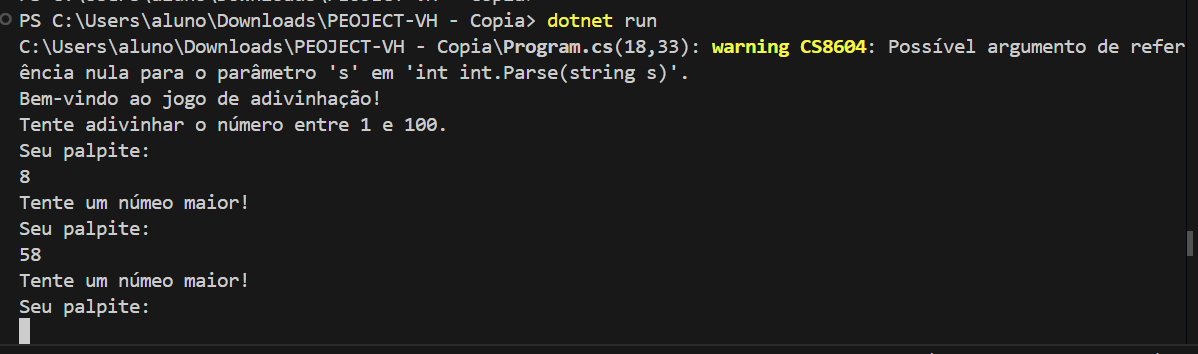 PS C:\Users\aluno\Downloads\PEOJECT-VH - Copia> dotnet run
C:\Users\aluno\Downloads\PEOJECT-VH - Copia\Program.cs(18,33): warning CS8604: Possível argumento de refer
ência nula para o parâmetro 's' em 'int int.Parse(string s)'.
Bem-vindo ao jogo de adivinhação!
Tente adivinhar o número entre 1 e 100.
Seu palpite:
8
Tente um númeo maior!
Seu palpite:
58
Tente um númeo maior!
Seu palpite: